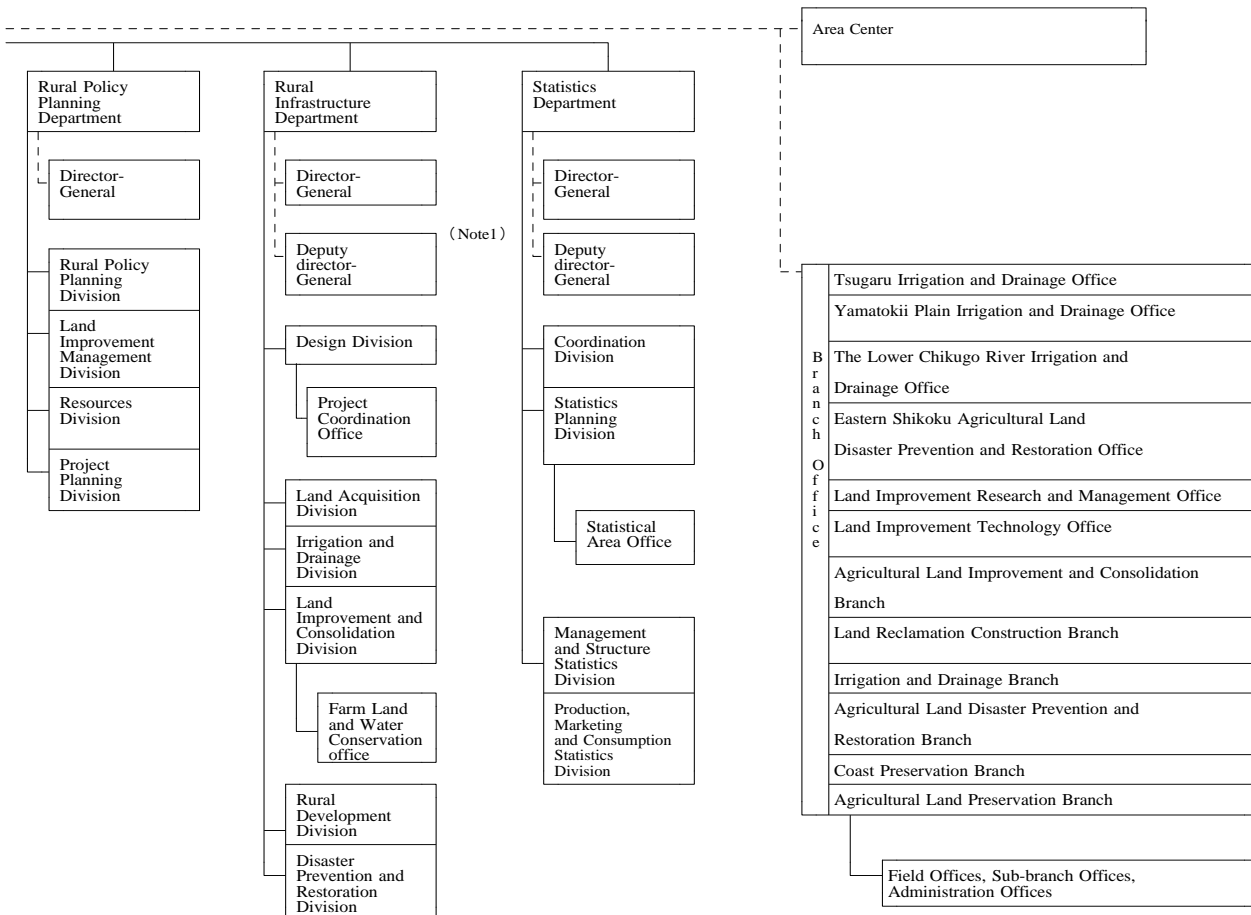 Area Center
Rural Policy
Planning
Department
Director-
General
Rural Policy
Planning
Division
Land
Improvement
Management
Division
Resources
Division
Project
Planning
Division
Rural
Infrastructure
Department
Director-
General
Deputy
director-
General
（Note1）
Design Division
Project
Coordination
Office
Land Acquisition
Division
Irrigation and
Drainage
Division
Land
Improvement and
Consolidation
Division
Farm Land
and Water
Conservation
office
Rural
Development
Division
Disaster
Prevention and
Restoration
Division
Statistics
Department
Director-
General
Deputy
director-
General
Coordination
Division
Statistics
Planning
Division
Statistical
Area Office
Management
and Structure
Statistics
Division
Production,
Marketing
and Consumption
Statistics
Division
Branch Office
Tsugaru Irrigation and Drainage Office
Yamatokii Plain Irrigation and Drainage Office
The Lower Chikugo River Irrigation and
Drainage Office
Eastern Shikoku Agricultural Land
Disaster Prevention and Restoration Office
Land Improvement Research and Management Office
Land Improvement Technology Office
Agricultural Land Improvement and Consolidation
Branch
Land Reclamation Construction Branch
Irrigation and Drainage Branch
Agricultural Land Disaster Prevention and
Restoration Branch
Coast Preservation Branch
Agricultural Land Preservation Branch
Field Offices, Sub-branch Offices,
Administration Offices